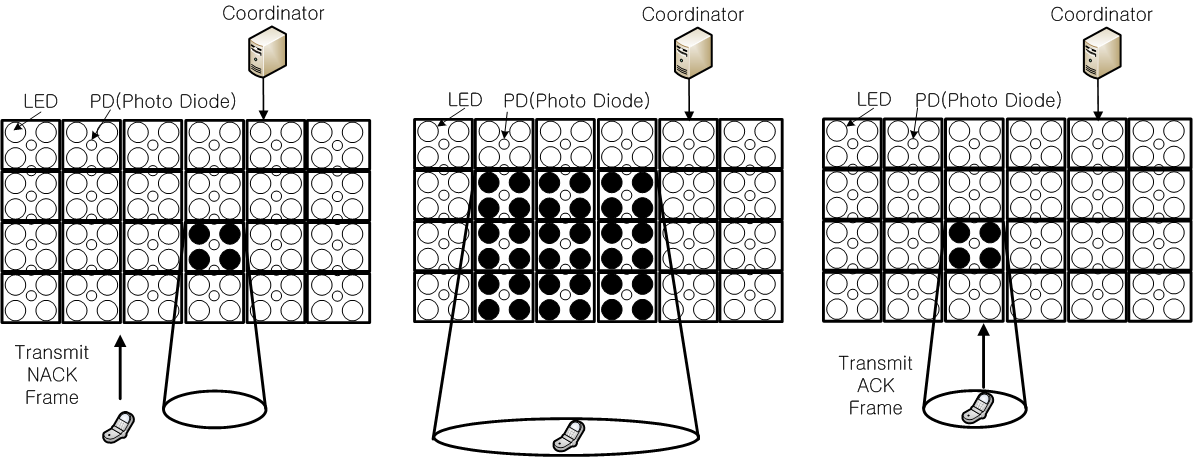 Coordinator
LED
PD(Photo Diode)
Transmit
NACK
Frame
Coordinator
LED
PD(Photo Diode)
Coordinator
LED
PD(Photo Diode)
Transmit
ACK
Frame